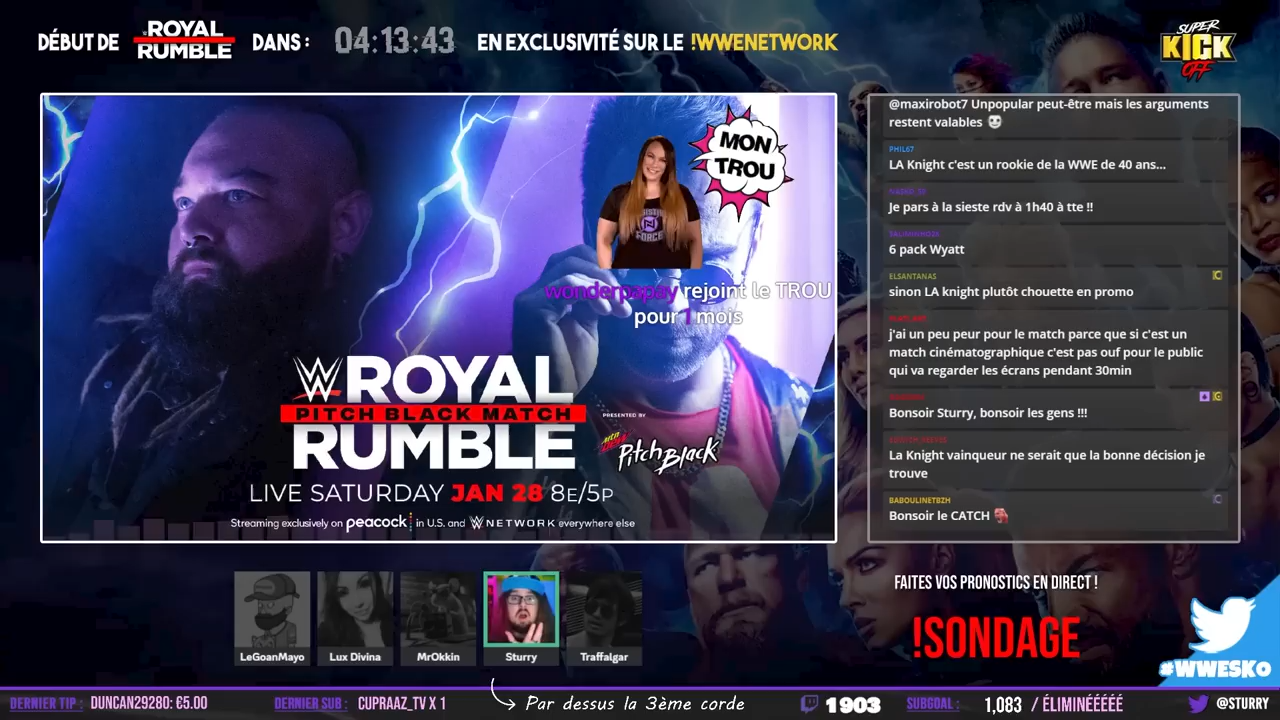 DÉBUT DE ROYAL RUMBLE DANS : 04:13:43 EN EXCLUSIVITÉ SUR LE !WWENETWORK
SUPER KICK OFF
MON TROU
wonderpapay rejoint le TROU
pour 1 mois
FORCE
ROYAL
PITCH BLACK MATCH
RUMBLE
PRESENTED BY
Pitch Black
LIVE SATURDAY JAN 28 8E/5P
Streaming exclusively on peacock in U.S. and NETWORK everywhere else
@maxirobot7 Unpopular peut-être mais les arguments
restent valables
PHIL67
LA Knight c'est un rookie de la WWE de 40 ans...
Je pars à la sieste rdv à 1h40 à tte !!
6 pack Wyatt
ELSANTANAS
sinon LA knight plutôt chouette en promo
j'ai un peu peur pour le match parce que si c'est un
match cinématographique c'est pas ouf pour le public
qui va regarder les écrans pendant 30min
Bonsoir Sturry, bonsoir les gens !!!
La Knight vainqueur ne serait que la bonne décision je
trouve
BABOULINETBZH
Bonsoir le CATCH
LeGoanMayo
Lux Divina
MrOkkin
Sturry
Traffalgar
FAITES VOS PRONOSTICS EN DIRECT !
!SONDAGE
#WWESKO
DERNIER TIP : DUNCAN29280: €5.00
DERNIER SUB : CUPRAAZ_TV X 1
Par dessus la 3ème corde
1903
SUBGOAL : 1,083 / ÉLIMINÉÉÉÉÉ
@STURRY